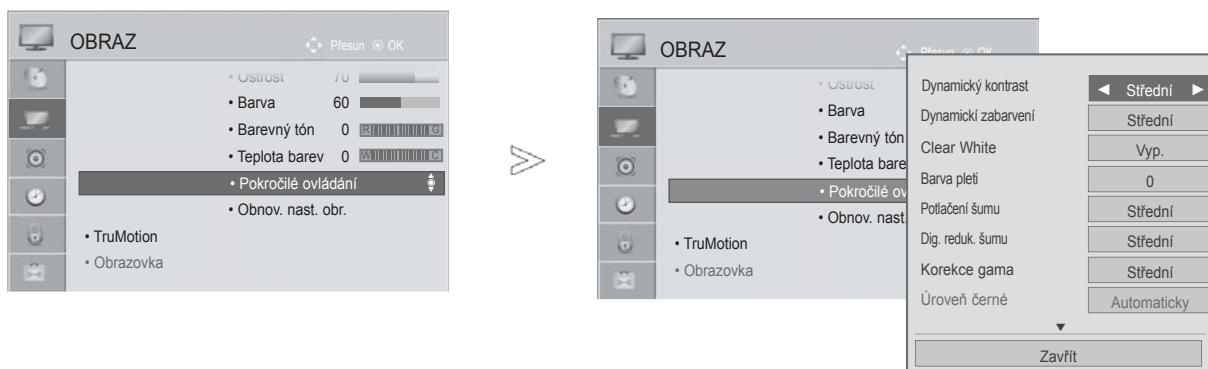 OBRAZ
Přesun OK
• Ostrost 70
• Barva 60
• Barevný tón 0 R G
• Teplota barev 0 W C
• Pokročilé ovládání
• Obnov. nast. obr.
• TruMotion
• Obrazovka
OBRAZ
Přesun OK
• Ostrost
• Barva
• Barevný tón
• Teplota bare
• Pokročilé ov
• Obnov. nast
• TruMotion
• Obrazovka
Dynamický kontrast ◄ Střední ►
Dynamickí zabarvení Střední
Clear White Vyp.
Barva pleti 0
Potlačení šumu Střední
Dig. reduk. šumu Střední
Korekce gama Střední
Úroveň černé Automaticky
▼
Zavřít